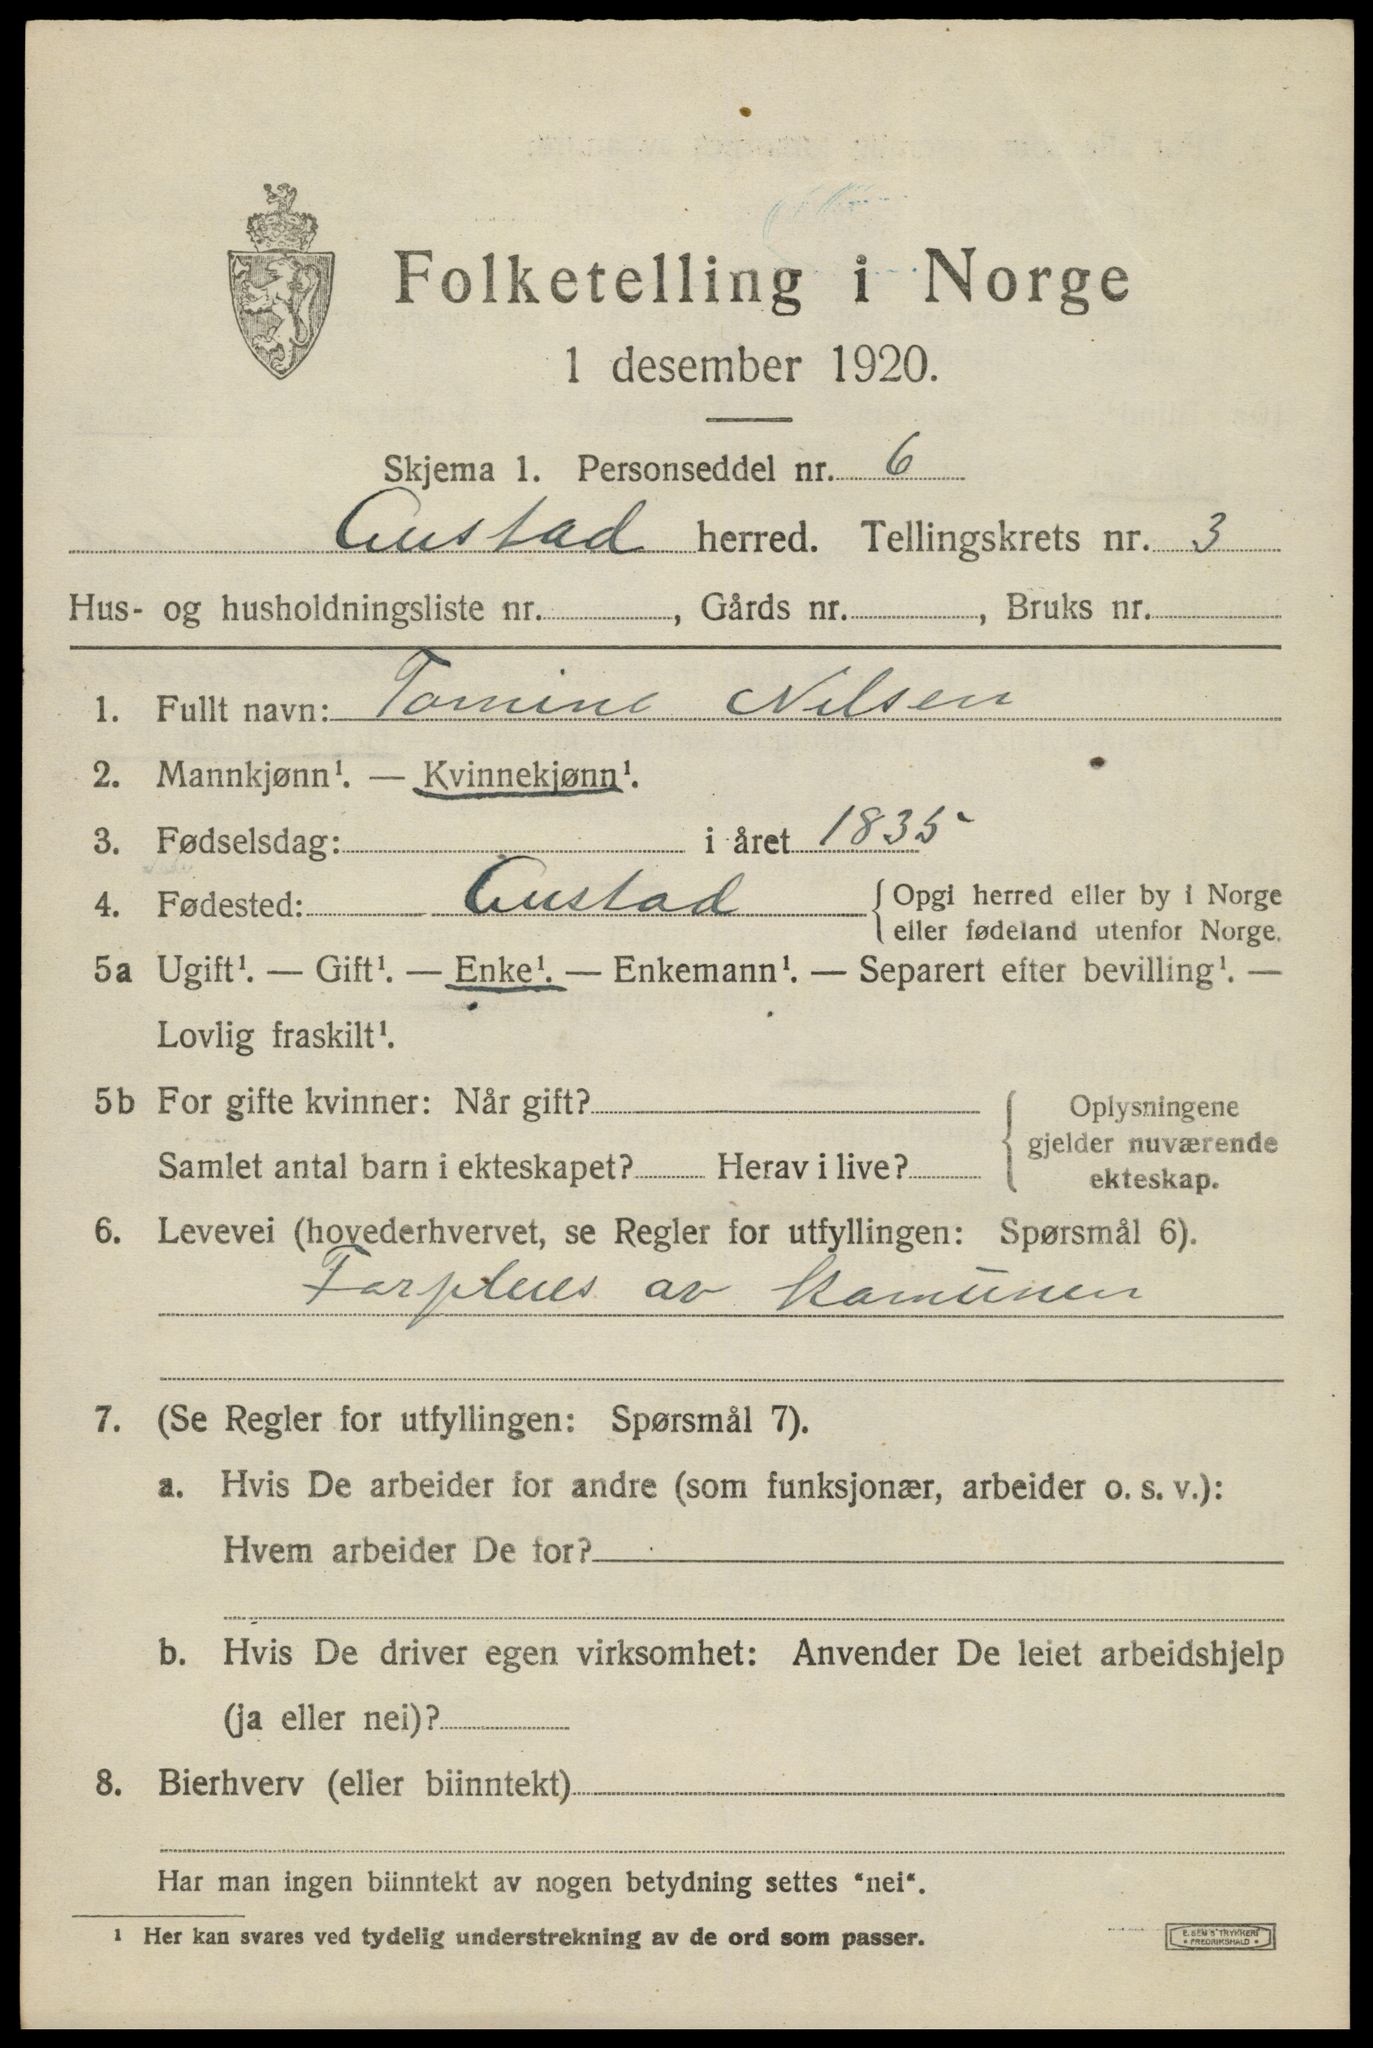 Folketelling i Norge
1 desember 1920.
Skjema 1. Personseddel nr. 6
Austad herred. Tellingskrets nr. 3
Hus- og husholdningsliste nr. , Gårds nr. , Bruks nr.
1. Fullt navn: Tomine Nilsen
2. Mannkjønn¹. — Kvinnekjønn¹.
3. Fødselsdag: i året 1835
4. Fødested: Austad { Opgi herred eller by i Norge
eller fødeland utenfor Norge.
5a Ugift¹. — Gift¹. — Enke¹. — Enkemann¹. — Separert efter bevilling¹. —
Lovlig fraskilt¹.
5b For gifte kvinner: Når gift?
Samlet antal barn i ekteskapet? Herav i live?
Oplysningene
gjelder nuværende
ekteskap.
6. Levevei (hovederhvervet, se Regler for utfyllingen: Spørsmål 6).
Forpleies av komunen
7. (Se Regler for utfyllingen: Spørsmål 7).
a. Hvis De arbeider for andre (som funksjonær, arbeider o. s. v.):
Hvem arbeider De for?
b. Hvis De driver egen virksomhet: Anvender De leiet arbeidshjelp
(ja eller nei)?
8. Bierhverv (eller biinntekt)
Har man ingen biinntekt av nogen betydning settes "nei".
¹ Her kan svares ved tydelig understrekning av de ord som passer.
E. SEM'S TRYKKERI
• FREDRIKSHALD •